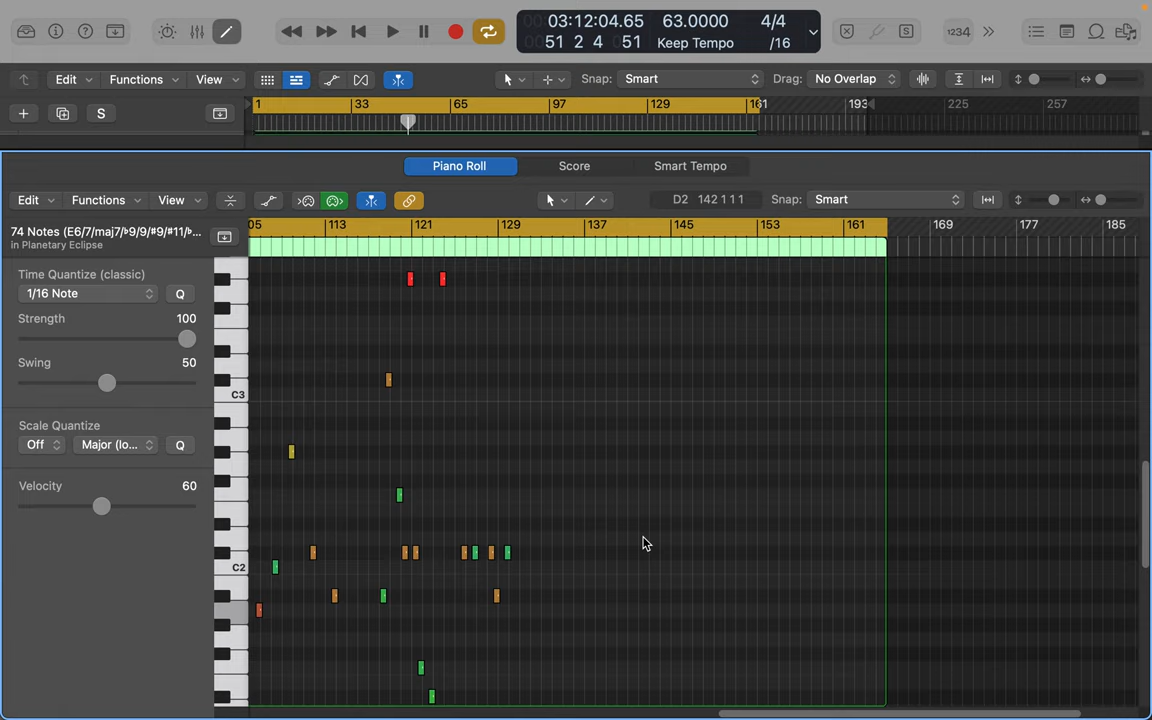 03:12:04.65 63.0000 4/4
51 2 4 051 Keep Tempo /16
1234
Edit Functions View Snap: Smart Drag: No Overlap
1 33 65 97 129 161 193 225 257
S
Piano Roll Score Smart Tempo
Edit Functions View D2 142 1 1 1 Snap: Smart
05 113 121 129 137 145 153 161 169 177 185
74 Notes (E6/7/maj7/♭9/9/♯9/♯11/♭...
in Planetary Eclipse
Time Quantize (classic)
1/16 Note Q
Strength 100
Swing 50
C3
Scale Quantize
Off Major (lo... Q
Velocity 60
C2